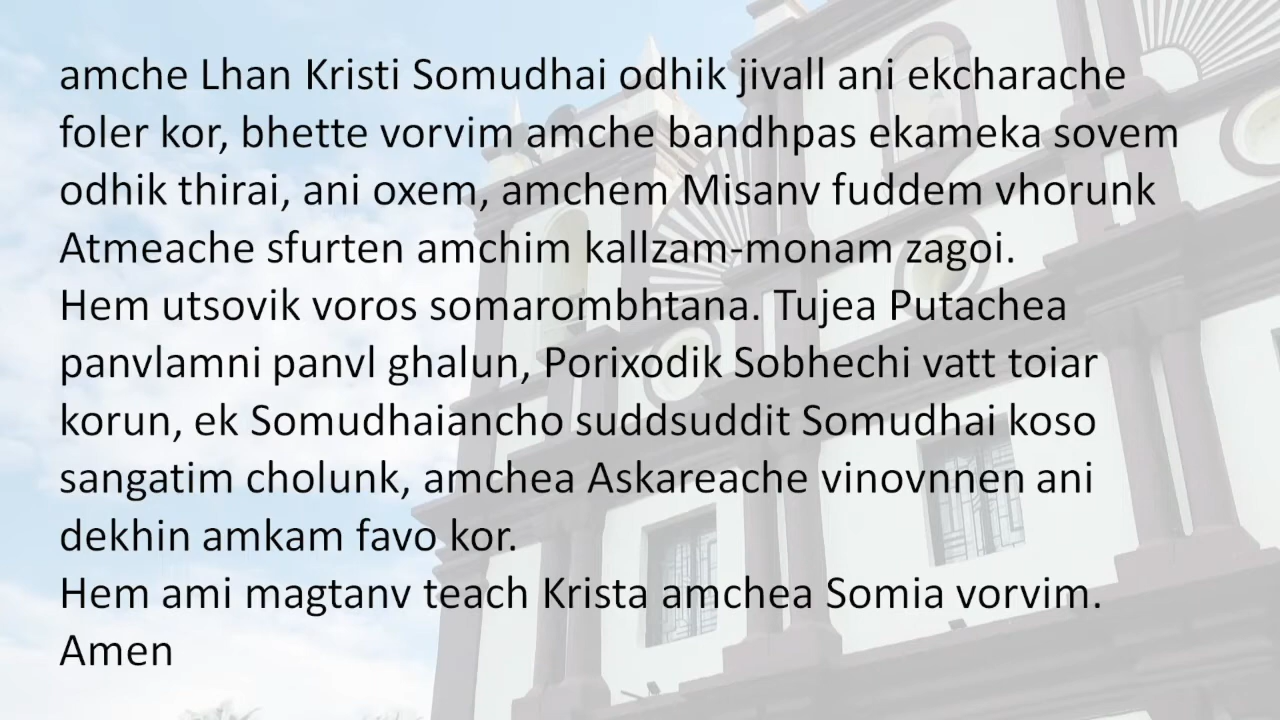 amche Lhan Kristi Somudhai odhik jivall ani ekcharache
foler kor, bhette vorvim amche bandhpas ekameka sovem
odhik thirai, ani oxem, amchem Misanv fuddem vhorunk
Atmeache sfurten amchim kallzam-monam zagoi.
Hem utsovik voros somarombhtana. Tujea Putachea
panvlamni panvl ghalun, Porixodik Sobhechi vatt toiar
korun, ek Somudhaiancho suddsuddit Somudhai koso
sangatim cholunk, amchea Askareache vinovnnen ani
dekhin amkam favo kor.
Hem ami magtanv teach Krista amchea Somia vorvim.
Amen